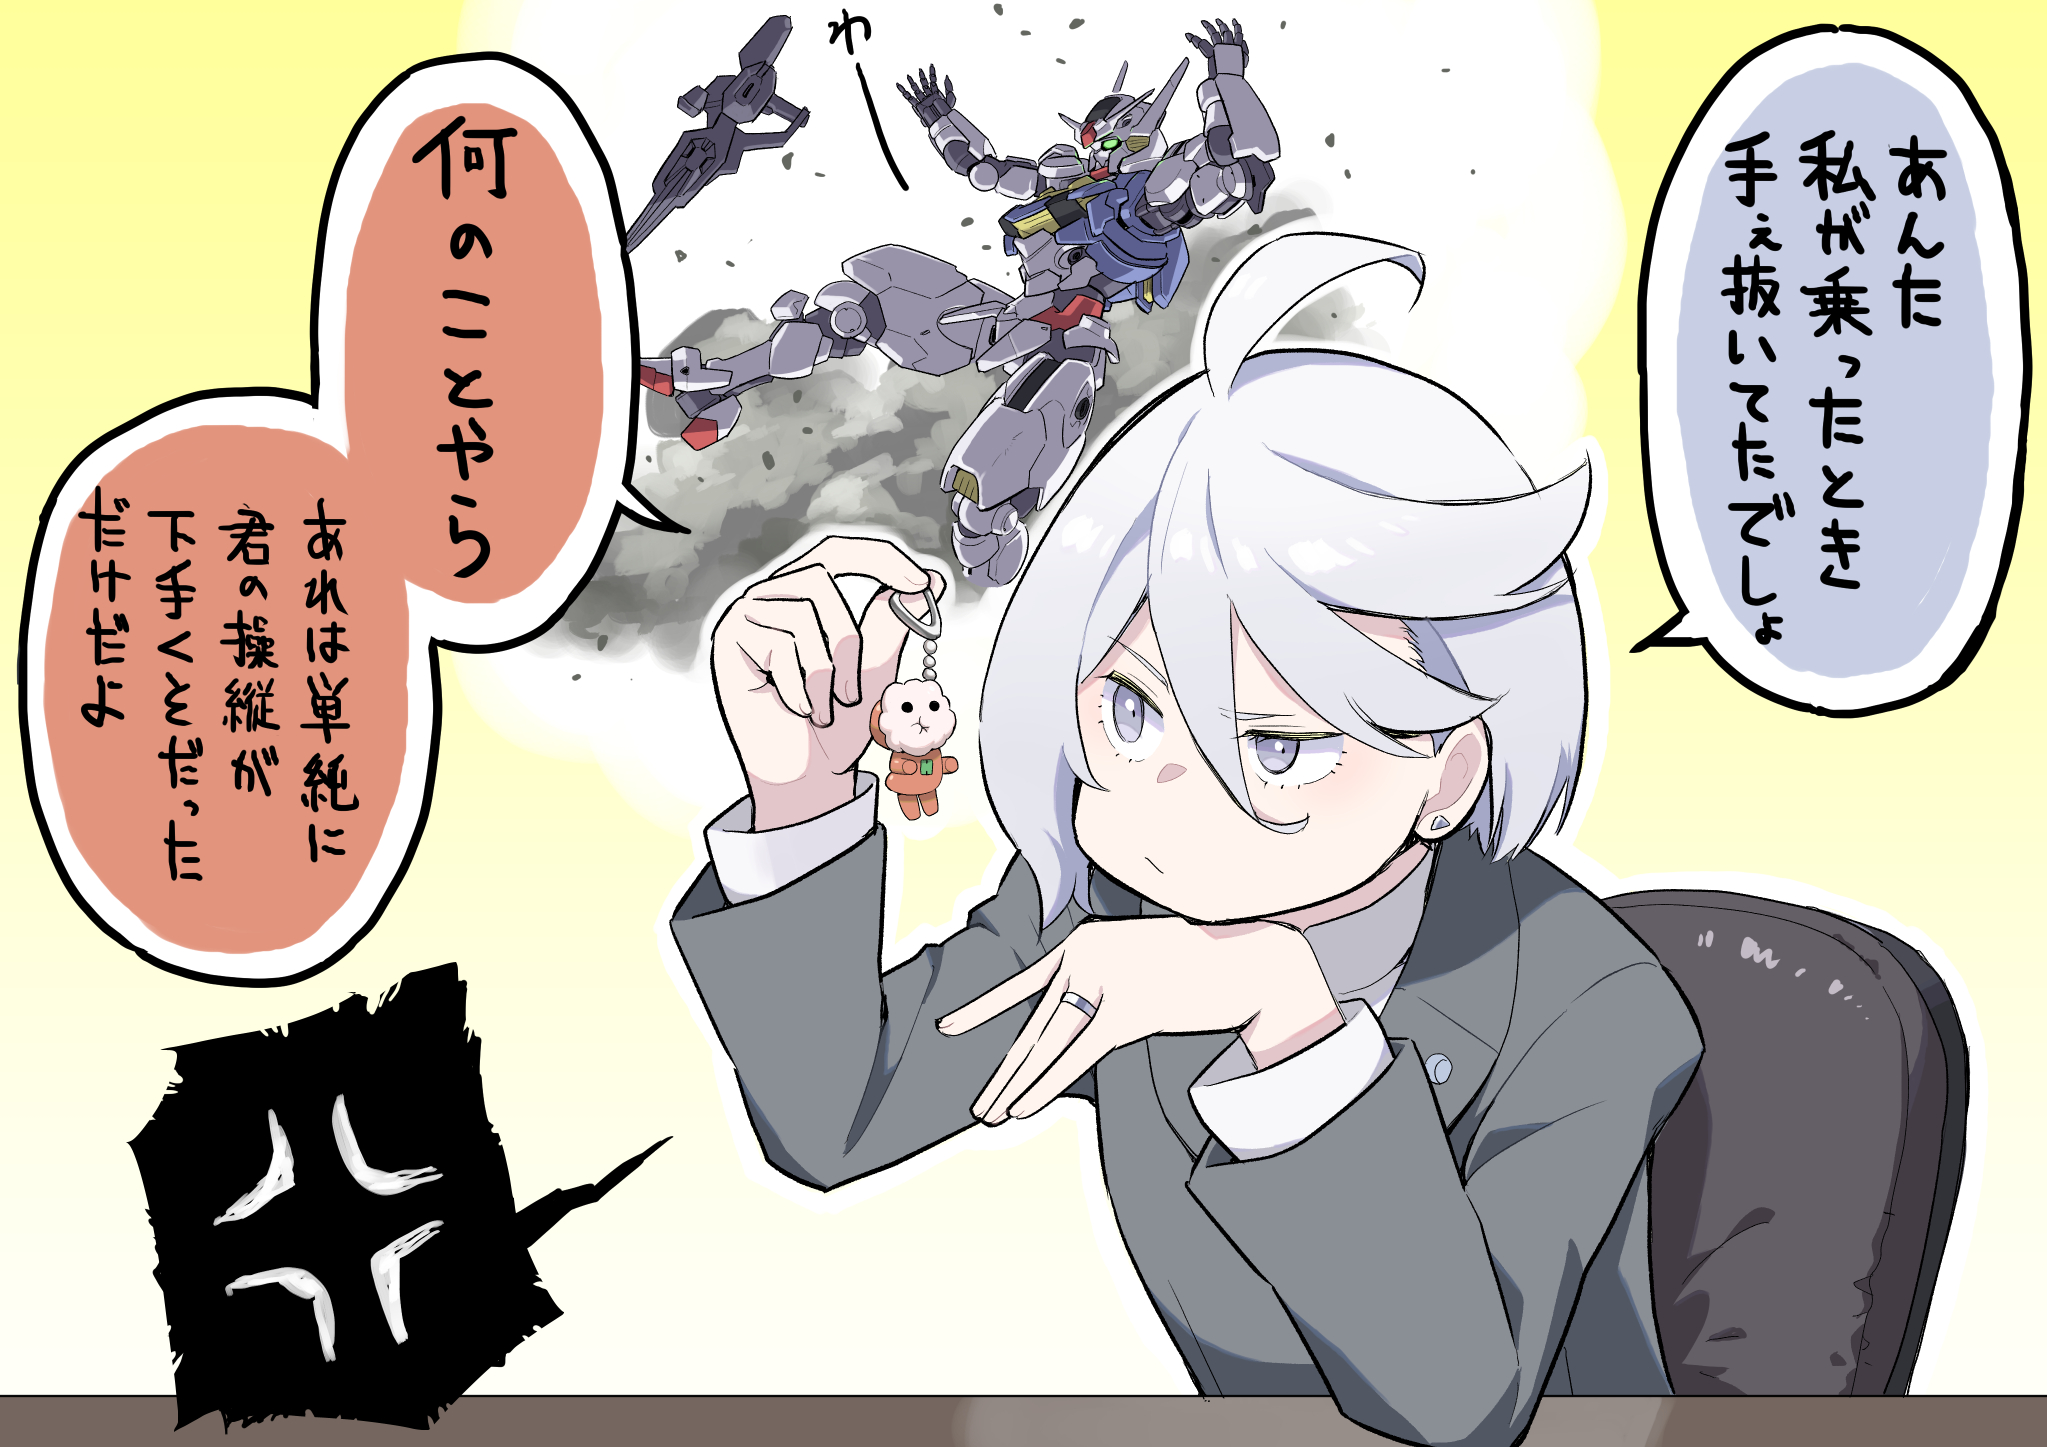 あんた
私が乗ったとき
手ぇ抜いてたでしょ
わー
何のことやら
あれは単純に
君の操縦が
下手くそだった
だけだよ